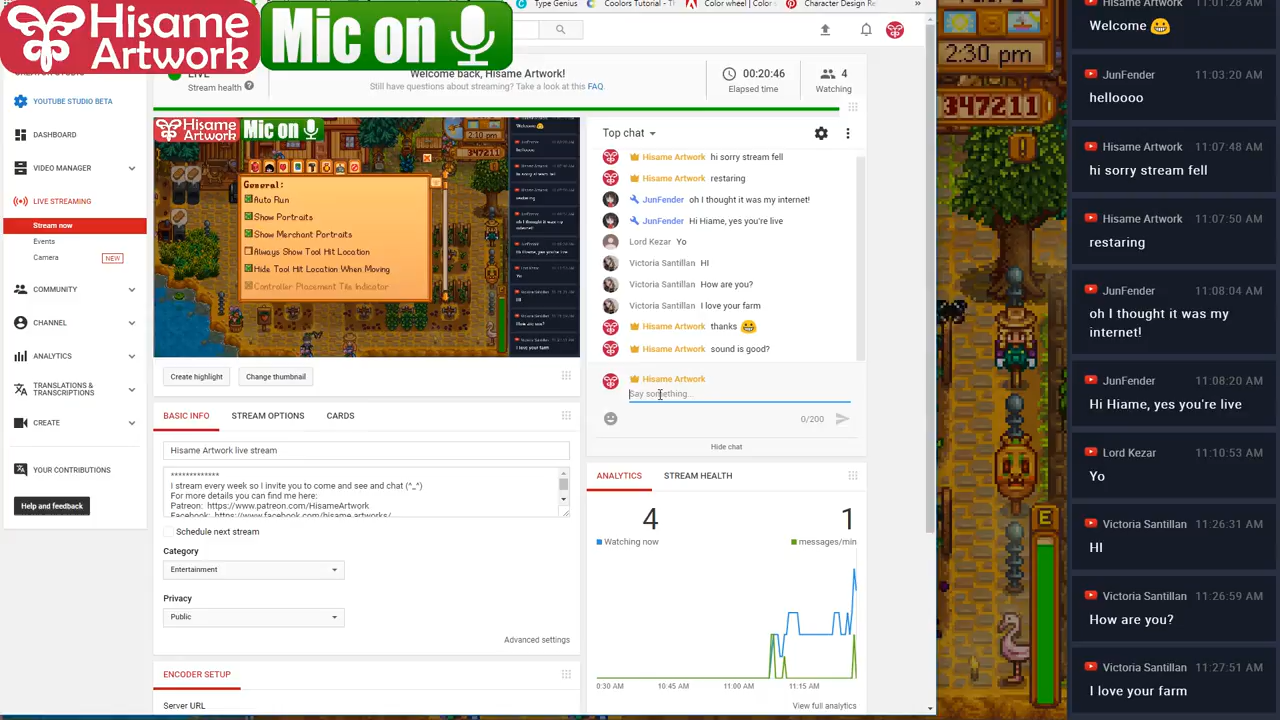 Hisame
Artwork
Mic on
Type Genius
Coolors Tutorial - T
Color wheel | Color s
Character Design Re
»
LIVE
Stream health
Welcome back, Hisame Artwork!
Still have questions about streaming? Take a look at this FAQ.
00:20:46
Elapsed time
4
Watching
YOUTUBE STUDIO BETA
DASHBOARD
VIDEO MANAGER
LIVE STREAMING
Stream now
Events
Camera
NEW
COMMUNITY
CHANNEL
ANALYTICS
TRANSLATIONS &
TRANSCRIPTIONS
CREATE
YOUR CONTRIBUTIONS
Help and feedback
Hisame
Artwork
Mic on
2:30 pm
347211
General:
Auto Run
Show Portraits
Show Merchant Portraits
Always Show Tool Hit Location
Hide Tool Hit Location When Moving
Controller Placement Tile Indicator
Create highlight
Change thumbnail
BASIC INFO
STREAM OPTIONS
CARDS
Hisame Artwork live stream
*************
I stream every week so I invite you to come and see and chat (^_^)
For more details you can find me here:
Patreon: https://www.patreon.com/HisameArtwork
Facebook: https://www.facebook.com/hisame.artworks/
Schedule next stream
Category
Entertainment
Privacy
Public
Advanced settings
ENCODER SETUP
Server URL
Top chat
Hisame Artwork hi sorry stream fell
Hisame Artwork restaring
JunFender oh I thought it was my internet!
JunFender Hi Hiame, yes you're live
Lord Kezar Yo
Victoria Santillan HI
Victoria Santillan How are you?
Victoria Santillan I love your farm
Hisame Artwork thanks 😀
Hisame Artwork sound is good?
Hisame Artwork
Say something...
0/200
Hide chat
ANALYTICS
STREAM HEALTH
4
Watching now
1
messages/min
0:30 AM
10:45 AM
11:00 AM
11:15 AM
View full analytics
2:30 pm
347211
E
Hisame Artwork
Welcome 😀
JunFender 11:03:20 AM
hellooo
Hisame Artwork 11:07:42 AM
hi sorry stream fell
restaring
JunFender
oh I thought it was my
internet!
JunFender 11:08:20 AM
Hi Hiame, yes you're live
Lord Kezar 11:10:53 AM
Yo
Victoria Santillan 11:26:31 AM
HI
Victoria Santillan 11:26:59 AM
How are you?
Victoria Santillan 11:27:51 AM
I love your farm